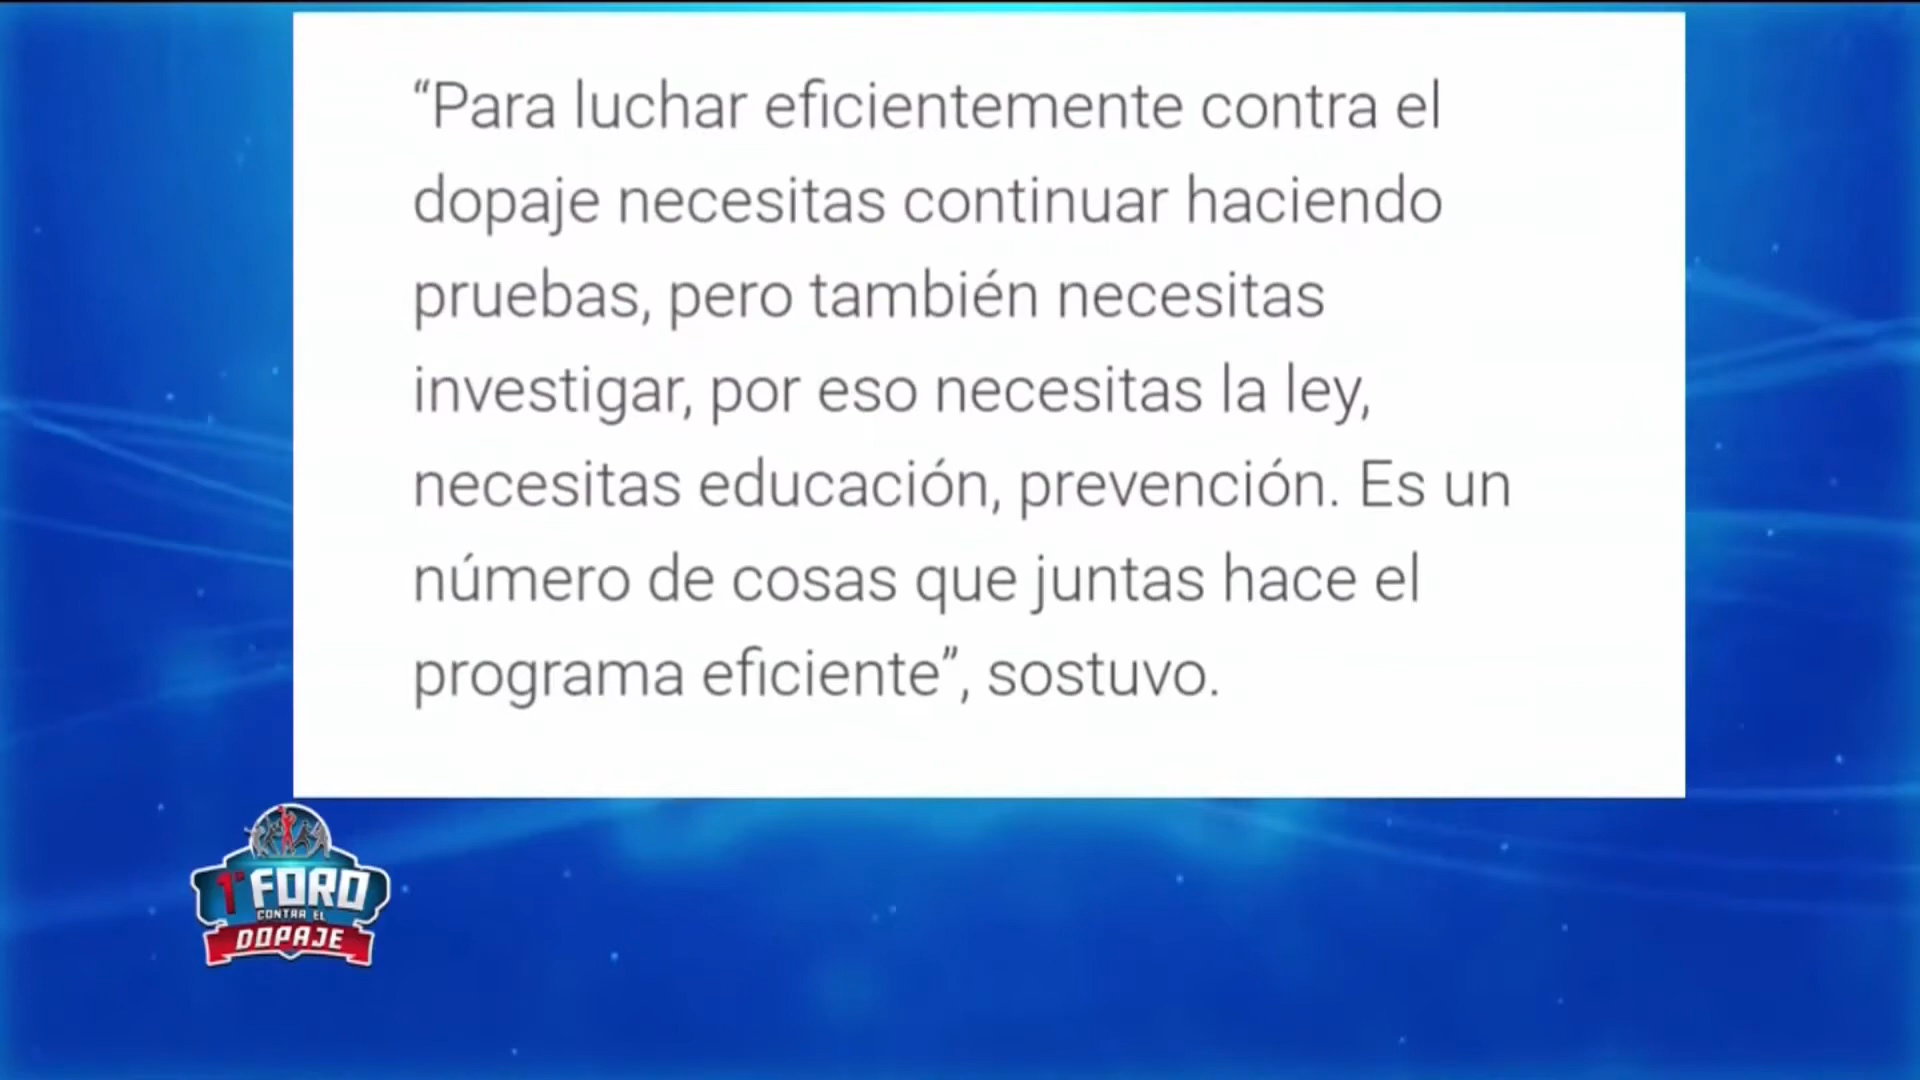 “Para luchar eficientemente contra el
dopaje necesitas continuar haciendo
pruebas, pero también necesitas
investigar, por eso necesitas la ley,
necesitas educación, prevención. Es un
número de cosas que juntas hace el
programa eficiente”, sostuvo.
1° FORO
CONTRA EL
DOPAJE